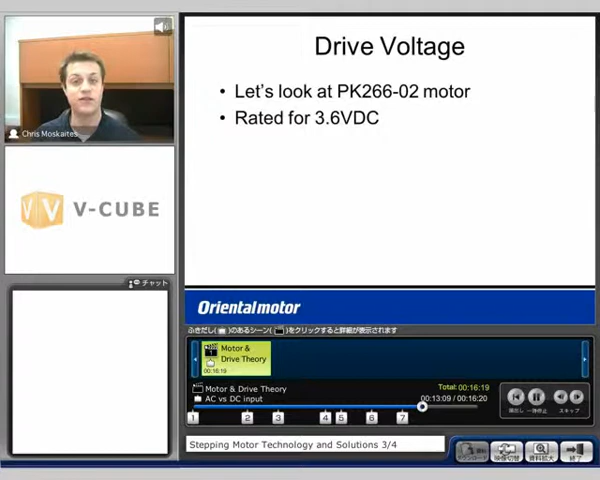 Chris Moskaites
V-CUBE
チャット
Drive Voltage
• Let's look at PK266-02 motor
• Rated for 3.6VDC
Orientalmotor
ふきだし( )のあるシーン( )をクリックすると詳細が表示されます
Motor &
Drive Theory
00:16:19
Motor & Drive Theory
Total: 00:16:19
AC vs DC input
00:13:09 / 00:16:20
1 2 3 4 5 6 7
頭出し 一時停止 スキップ
Stepping Motor Technology and Solutions 3/4
映像切替 資料拡大 終了